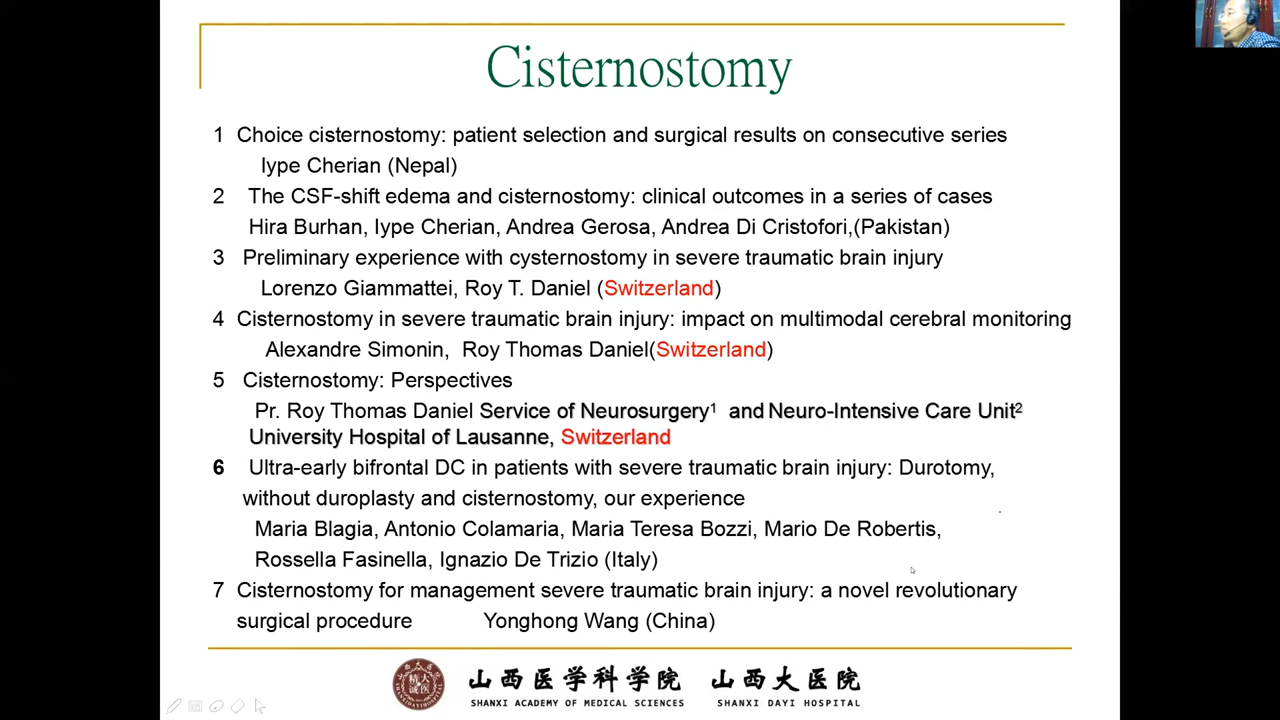 Cisternostomy
1 Choice cisternostomy: patient selection and surgical results on consecutive series
Iype Cherian (Nepal)
2 The CSF-shift edema and cisternostomy: clinical outcomes in a series of cases
Hira Burhan, Iype Cherian, Andrea Gerosa, Andrea Di Cristofori,(Pakistan)
3 Preliminary experience with cysternostomy in severe traumatic brain injury
Lorenzo Giammattei, Roy T. Daniel (Switzerland)
4 Cisternostomy in severe traumatic brain injury: impact on multimodal cerebral monitoring
Alexandre Simonin, Roy Thomas Daniel(Switzerland)
5 Cisternostomy: Perspectives
Pr. Roy Thomas Daniel Service of Neurosurgery¹ and Neuro-Intensive Care Unit²
University Hospital of Lausanne, Switzerland
6 Ultra-early bifrontal DC in patients with severe traumatic brain injury: Durotomy,
without duroplasty and cisternostomy, our experience
Maria Blagia, Antonio Colamaria, Maria Teresa Bozzi, Mario De Robertis,
Rossella Fasinella, Ignazio De Trizio (Italy)
7 Cisternostomy for management severe traumatic brain injury: a novel revolutionary
surgical procedure Yonghong Wang (China)
山西医学科学院 山西大医院
SHANXI ACADEMY OF MEDICAL SCIENCES SHANXI DAYI HOSPITAL